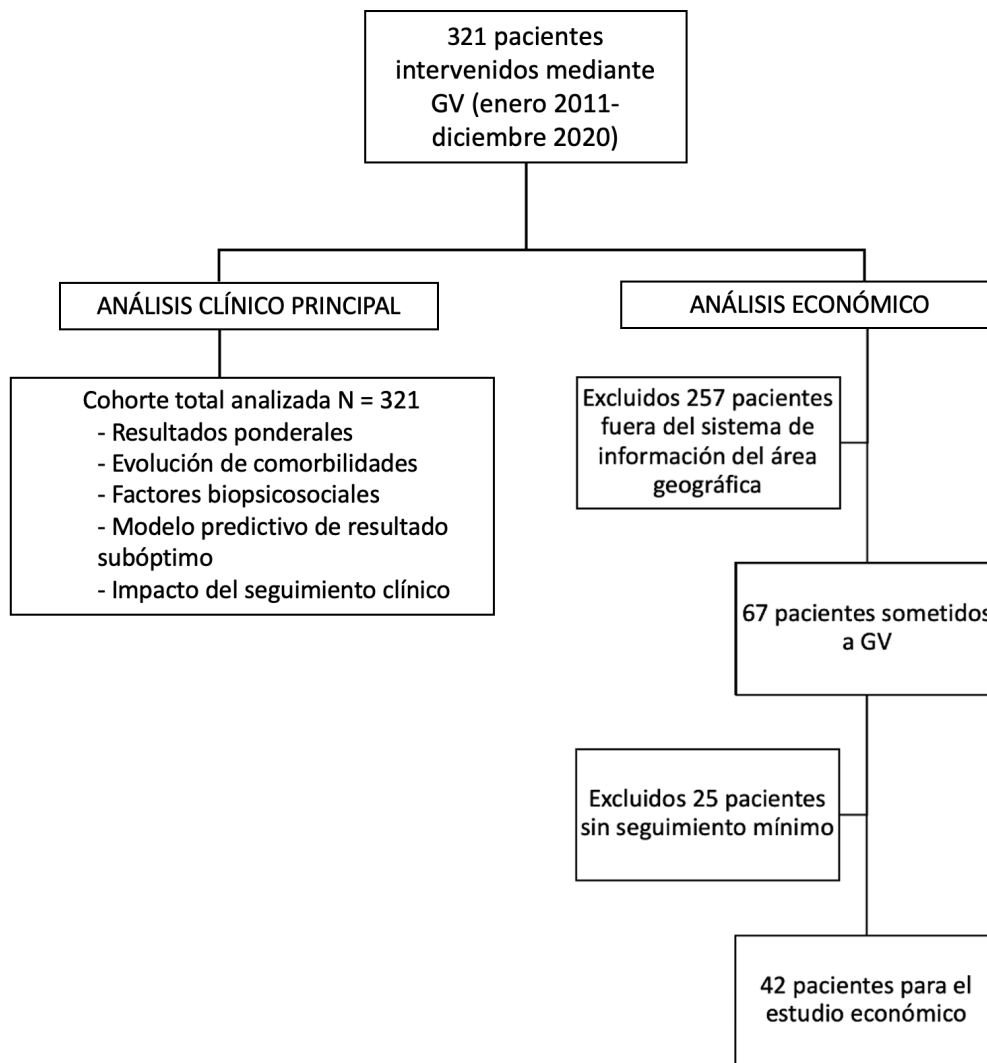 321 pacientes
intervenidos mediante
GV (enero 2011-
diciembre 2020)
ANÁLISIS CLÍNICO PRINCIPAL
Cohorte total analizada N = 321
- Resultados ponderales
- Evolución de comorbilidades
- Factores biopsicosociales
- Modelo predictivo de resultado
subóptimo
- Impacto del seguimiento clínico
ANÁLISIS ECONÓMICO
Excluidos 257 pacientes
fuera del sistema de
información del área
geográfica
67 pacientes sometidos
a GV
Excluidos 25 pacientes
sin seguimiento mínimo
42 pacientes para el
estudio económico